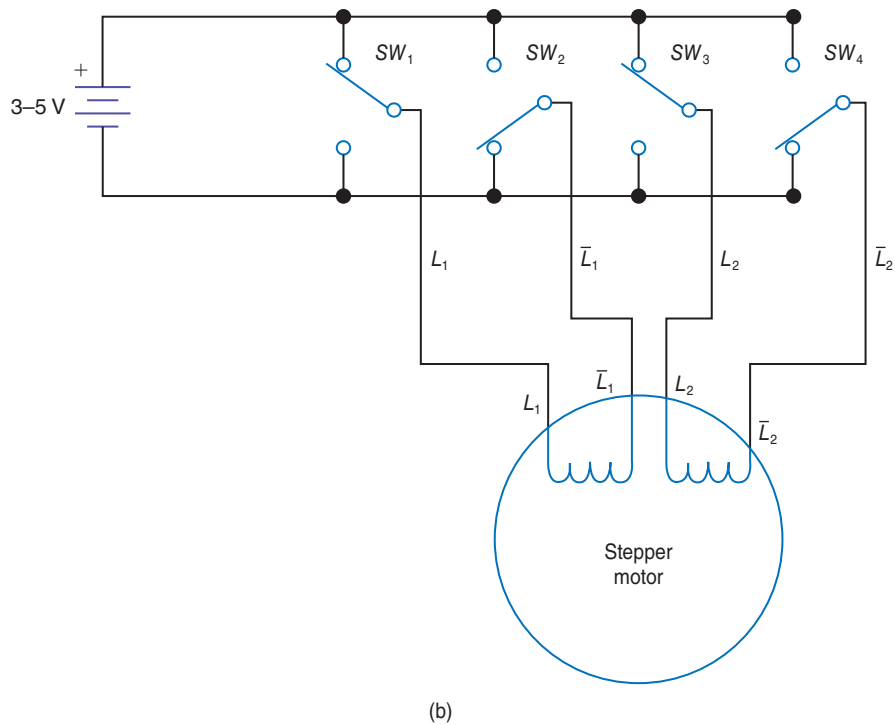 SW₁
SW₂
SW₃
SW₄
+
3–5 V
L₁
L̅₁
L₂
L̅₂
L₁
L̅₁
L₂
L̅₂
Stepper
motor
(b)